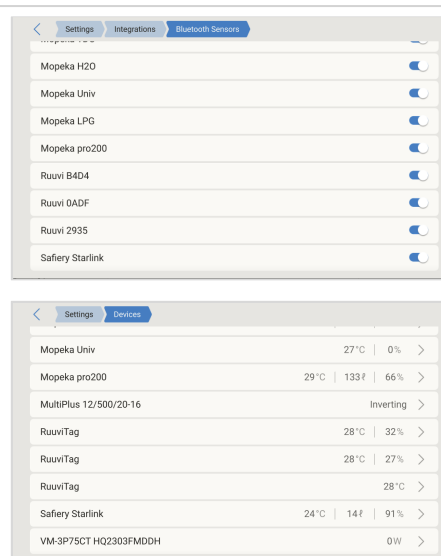 Settings Integrations Bluetooth Sensors
Mopeka H2O
Mopeka Univ
Mopeka LPG
Mopeka pro200
Ruuvi B4D4
Ruuvi 0ADF
Ruuvi 2935
Safiery Starlink
Settings Devices
Mopeka Univ 27°C 0%
Mopeka pro200 29°C 133ℓ 66%
MultiPlus 12/500/20-16 Inverting
RuuviTag 28°C 32%
RuuviTag 28°C 27%
RuuviTag 28°C
Safiery Starlink 24°C 14ℓ 91%
VM-3P75CT HQ2303FMDDH 0W